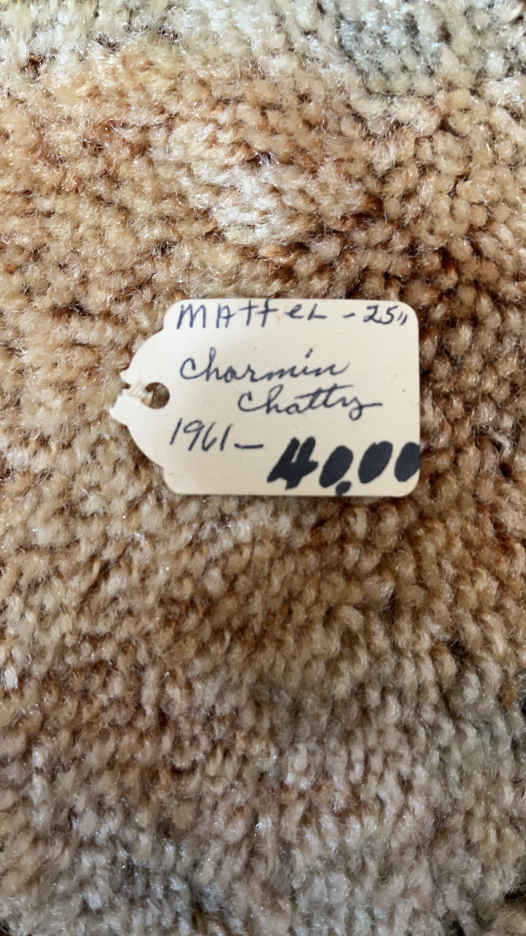 Mattel - 25"
Charmin
Chatty
1961 -
40.00